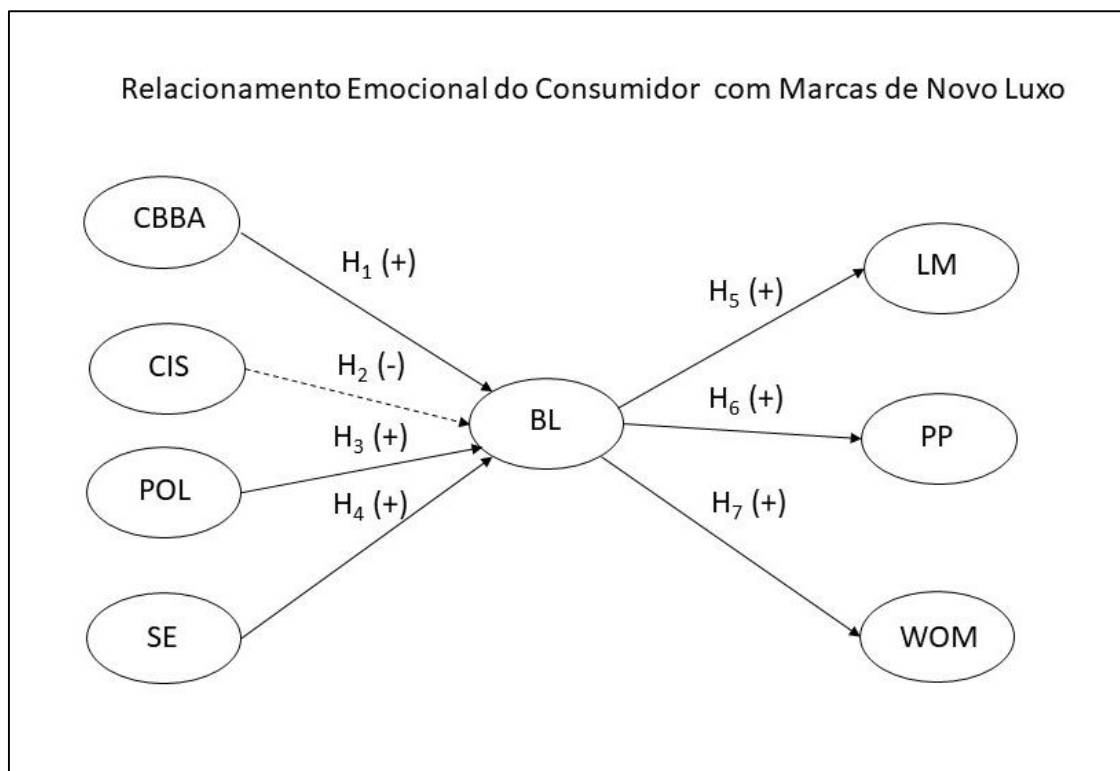 Relacionamento Emocional do Consumidor com Marcas de Novo Luxo
CBBA
H₁ (+)
CIS
H₂ (-)
POL
H₃ (+)
H₄ (+)
SE
BL
H₅ (+)
LM
H₆ (+)
PP
H₇ (+)
WOM